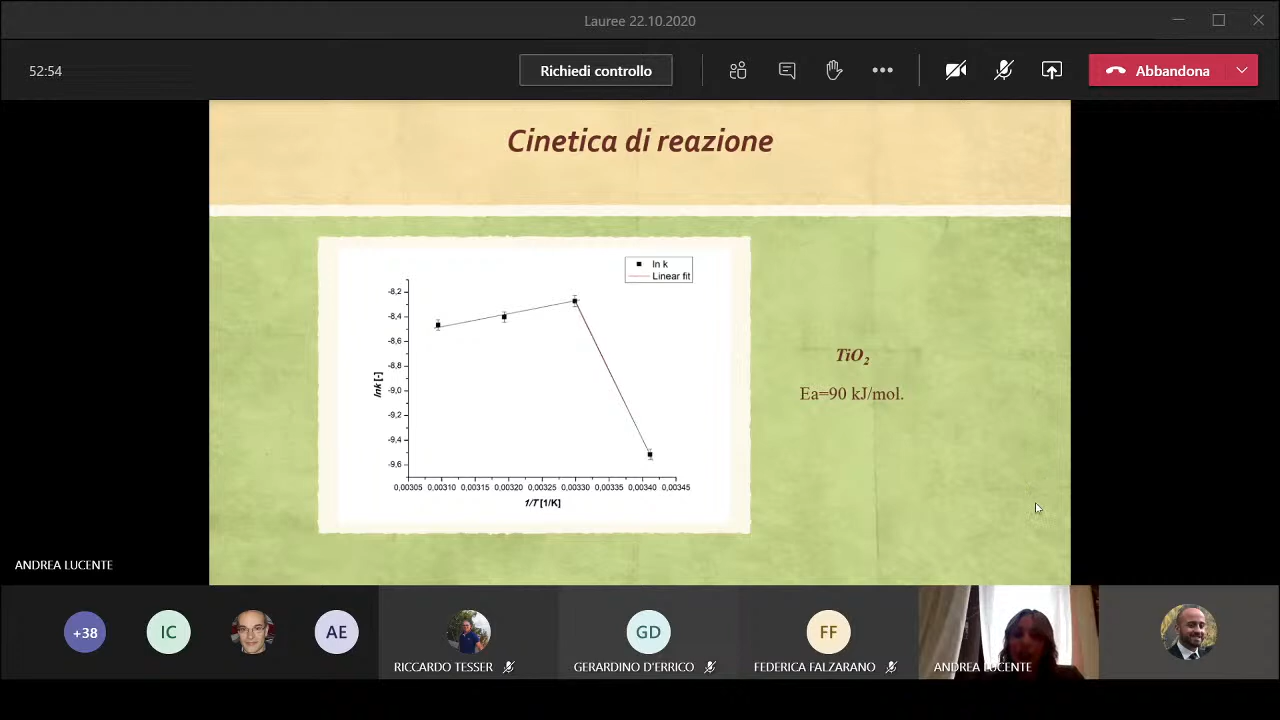 Lauree 22.10.2020
52:54
Richiedi controllo
Abbandona
Cinetica di reazione
ln k
Linear fit
-8,2
-8,4
-8,6
-8,8
-9,0
-9,2
-9,4
-9,6
lnk [-]
0,00305 0,00310 0,00315 0,00320 0,00325 0,00330 0,00335 0,00340 0,00345
1/T [1/K]
TiO2
Ea=90 kJ/mol.
ANDREA LUCENTE
+38
IC
AE
RICCARDO TESSER
GD
GERARDINO D'ERRICO
FF
FEDERICA FALZARANO
ANDREA LUCENTE